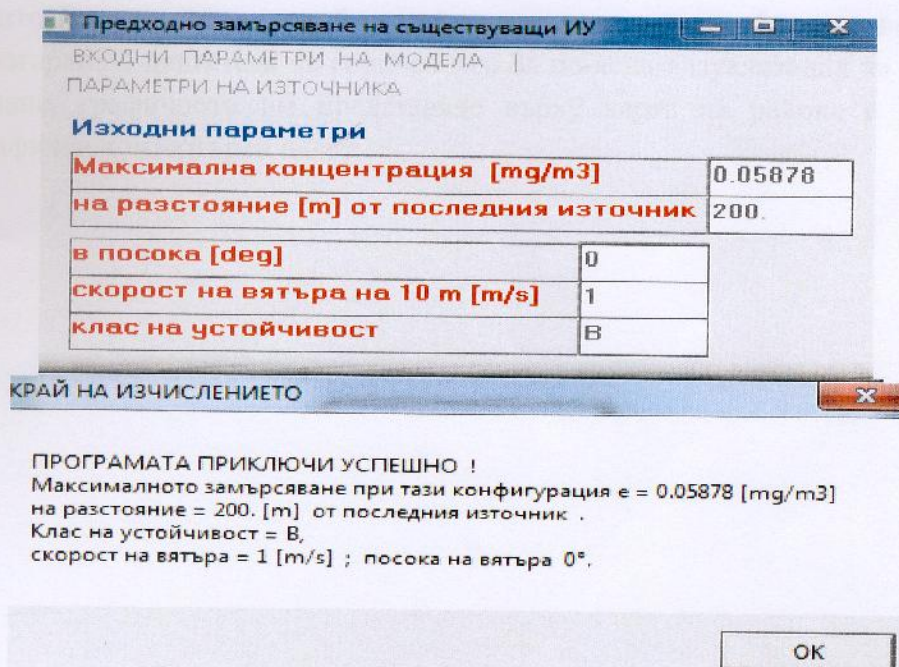 Предходно замърсяване на съществуващи ИУ
ВХОДНИ ПАРАМЕТРИ НА МОДЕЛА |
ПАРАМЕТРИ НА ИЗТОЧНИКА
Изходни параметри
Максимална концентрация [mg/m3] 0.05878
на разстояние [m] от последния източник 200.
в посока [deg] 0
скорост на вятъра на 10 m [m/s] 1
клас на устойчивост B
КРАЙ НА ИЗЧИСЛЕНИЕТО
ПРОГРАМАТА ПРИКЛЮЧИ УСПЕШНО !
Максималното замърсяване при тази конфигурация е = 0.05878 [mg/m3]
на разстояние = 200. [m] от последния източник .
Клас на устойчивост = B,
скорост на вятъра = 1 [m/s] ; посока на вятъра 0°.
OK